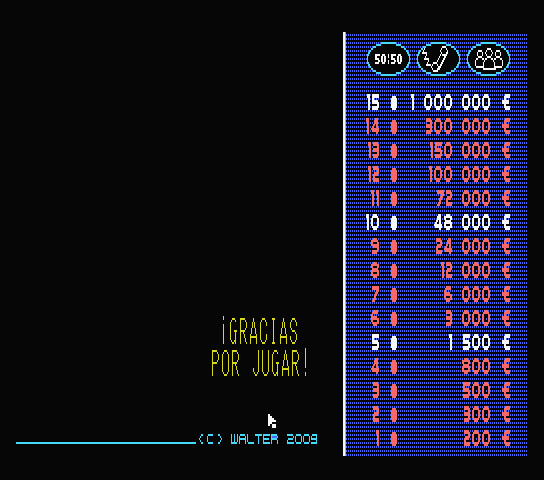 50:50
15 1 000 000 €
14 300 000 €
13 150 000 €
12 100 000 €
11 72 000 €
10 48 000 €
9 24 000 €
8 12 000 €
7 6 000 €
6 3 000 €
5 1 500 €
4 800 €
3 500 €
2 300 €
1 200 €
¡GRACIAS
POR JUGAR!
(C) WALTER 2009